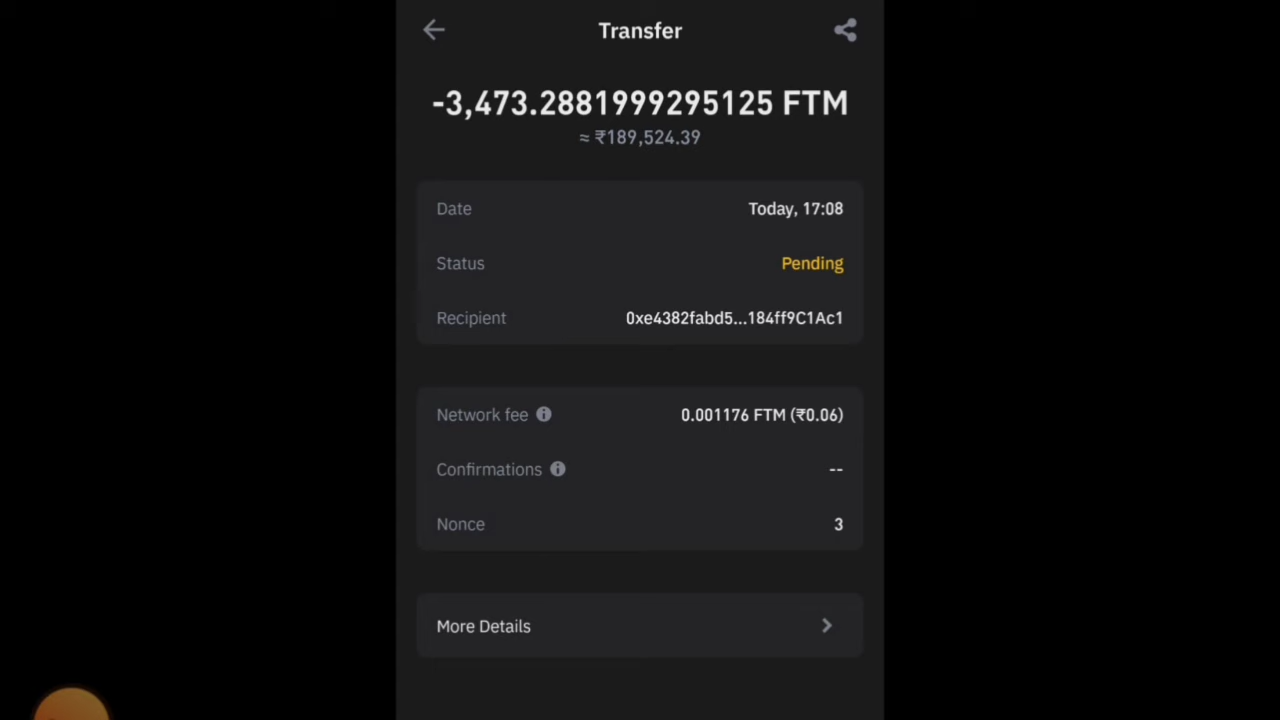 Transfer
-3,473.2881999295125 FTM
≈ ₹189,524.39
Date Today, 17:08
Status Pending
Recipient 0xe4382fabd5...184ff9C1Ac1
Network fee 0.001176 FTM (₹0.06)
Confirmations --
Nonce 3
More Details